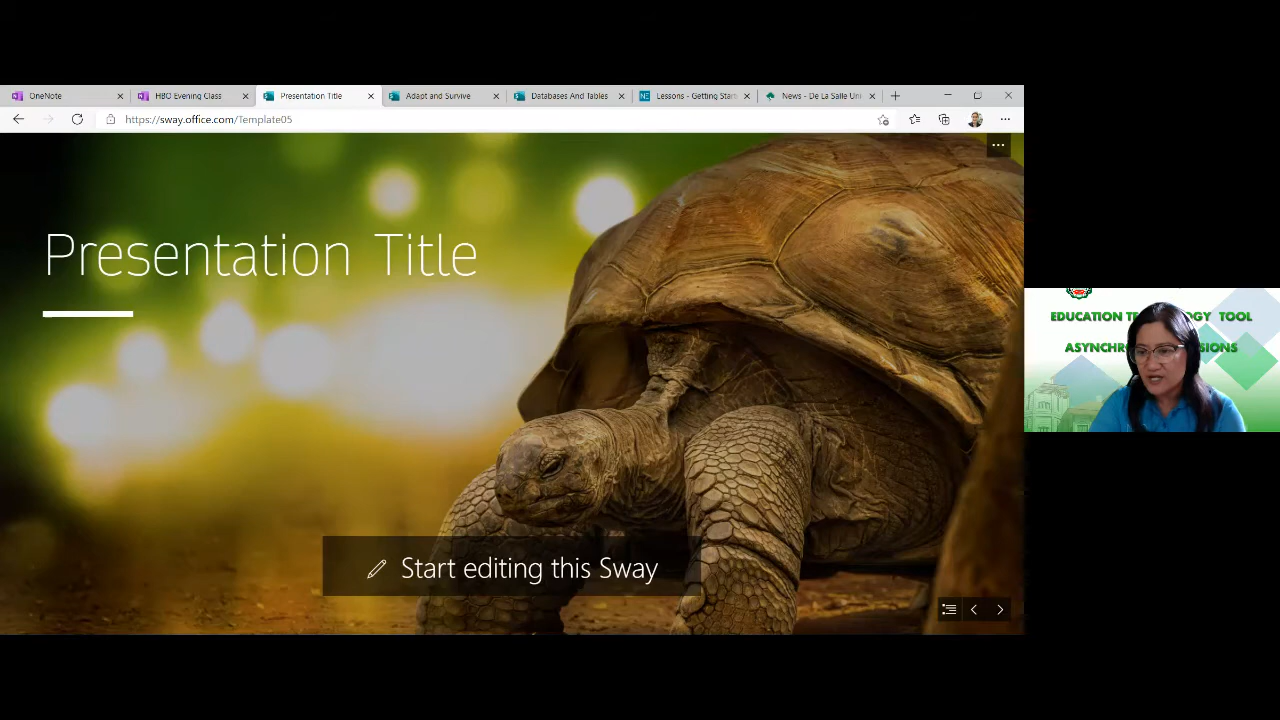 OneNote
HBO Evening Class
Presentation Title
Adapt and Survive
Databases And Tables
Lessons - Getting Start
News - De La Salle Uni
https://sway.office.com/Template05
Presentation Title
Start editing this Sway
EDUCATION TE GY TOOL
ASYNCHR SIONS